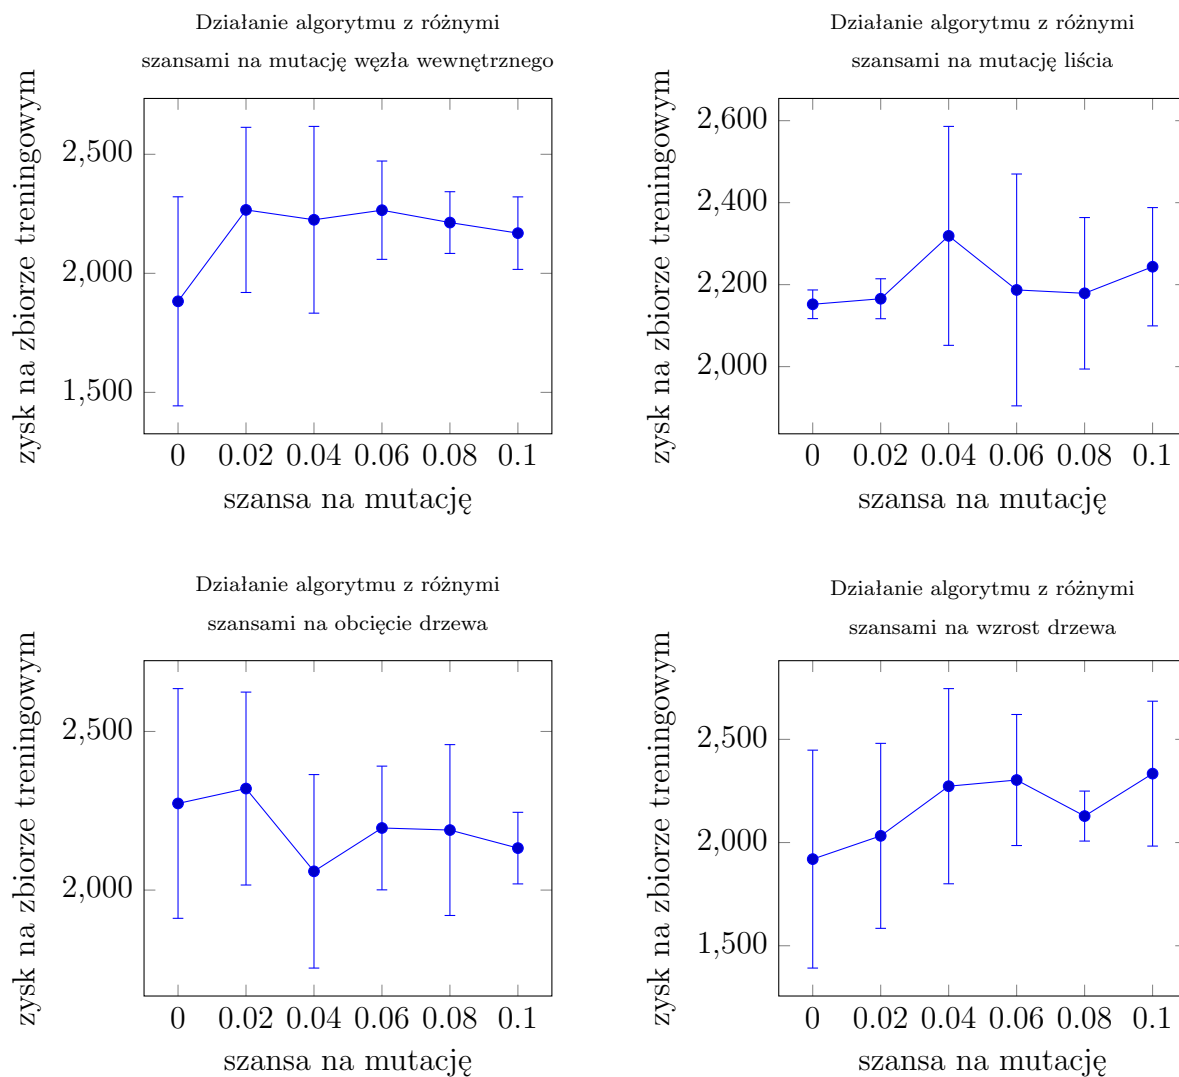 Działanie algorytmu z różnymi
szansami na mutację węzła wewnętrznego
zysk na zbiorze treningowym
2,500
2,000
1,500
0 0.02 0.04 0.06 0.08 0.1
szansa na mutację
Działanie algorytmu z różnymi
szansami na mutację liścia
zysk na zbiorze treningowym
2,600
2,400
2,200
2,000
0 0.02 0.04 0.06 0.08 0.1
szansa na mutację
Działanie algorytmu z różnymi
szansami na obcięcie drzewa
zysk na zbiorze treningowym
2,500
2,000
0 0.02 0.04 0.06 0.08 0.1
szansa na mutację
Działanie algorytmu z różnymi
szansami na wzrost drzewa
zysk na zbiorze treningowym
2,500
2,000
1,500
0 0.02 0.04 0.06 0.08 0.1
szansa na mutację